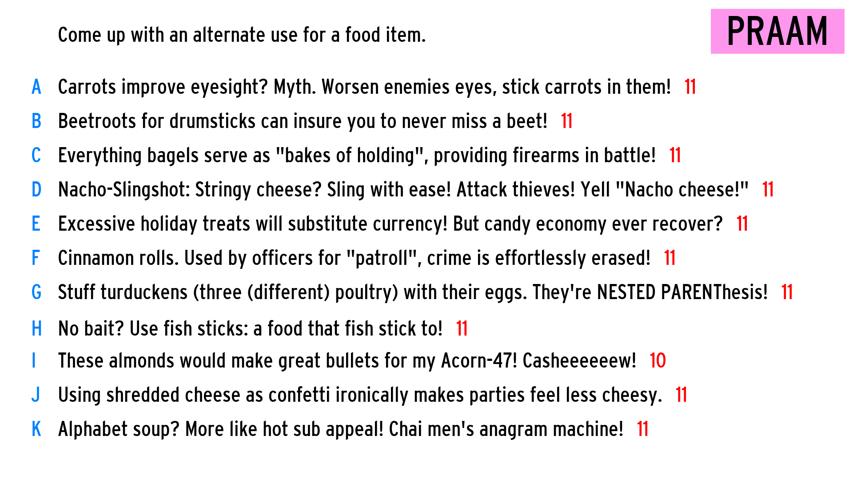 Come up with an alternate use for a food item.
PRAAM
A Carrots improve eyesight? Myth. Worsen enemies eyes, stick carrots in them! 11
B Beetroots for drumsticks can insure you to never miss a beet! 11
C Everything bagels serve as "bakes of holding", providing firearms in battle! 11
D Nacho-Slingshot: Stringy cheese? Sling with ease! Attack thieves! Yell "Nacho cheese!" 11
E Excessive holiday treats will substitute currency! But candy economy ever recover? 11
F Cinnamon rolls. Used by officers for "patroll", crime is effortlessly erased! 11
G Stuff turduckens (three (different) poultry) with their eggs. They're NESTED PARENThesis! 11
H No bait? Use fish sticks: a food that fish stick to! 11
I These almonds would make great bullets for my Acorn-47! Casheeeeeew! 10
J Using shredded cheese as confetti ironically makes parties feel less cheesy. 11
K Alphabet soup? More like hot sub appeal! Chai men's anagram machine! 11